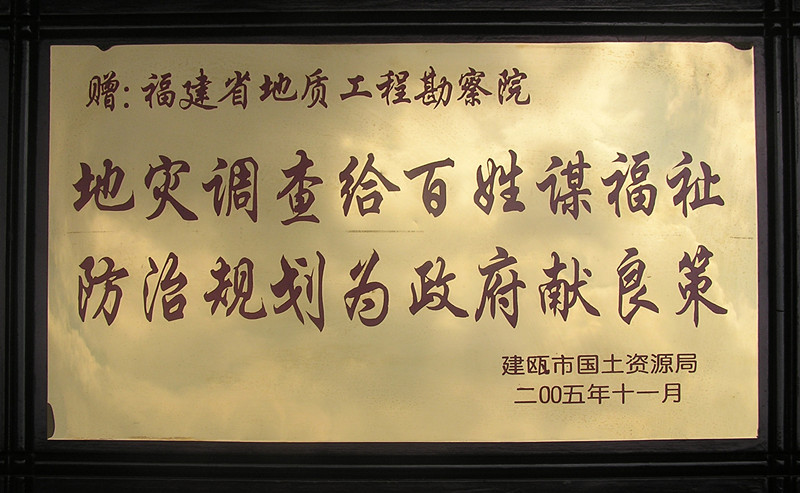 赠：福建省地质工程勘察院
地灾调查给百姓谋福祉
防治规划为政府献良策
建瓯市国土资源局
二00五年十一月